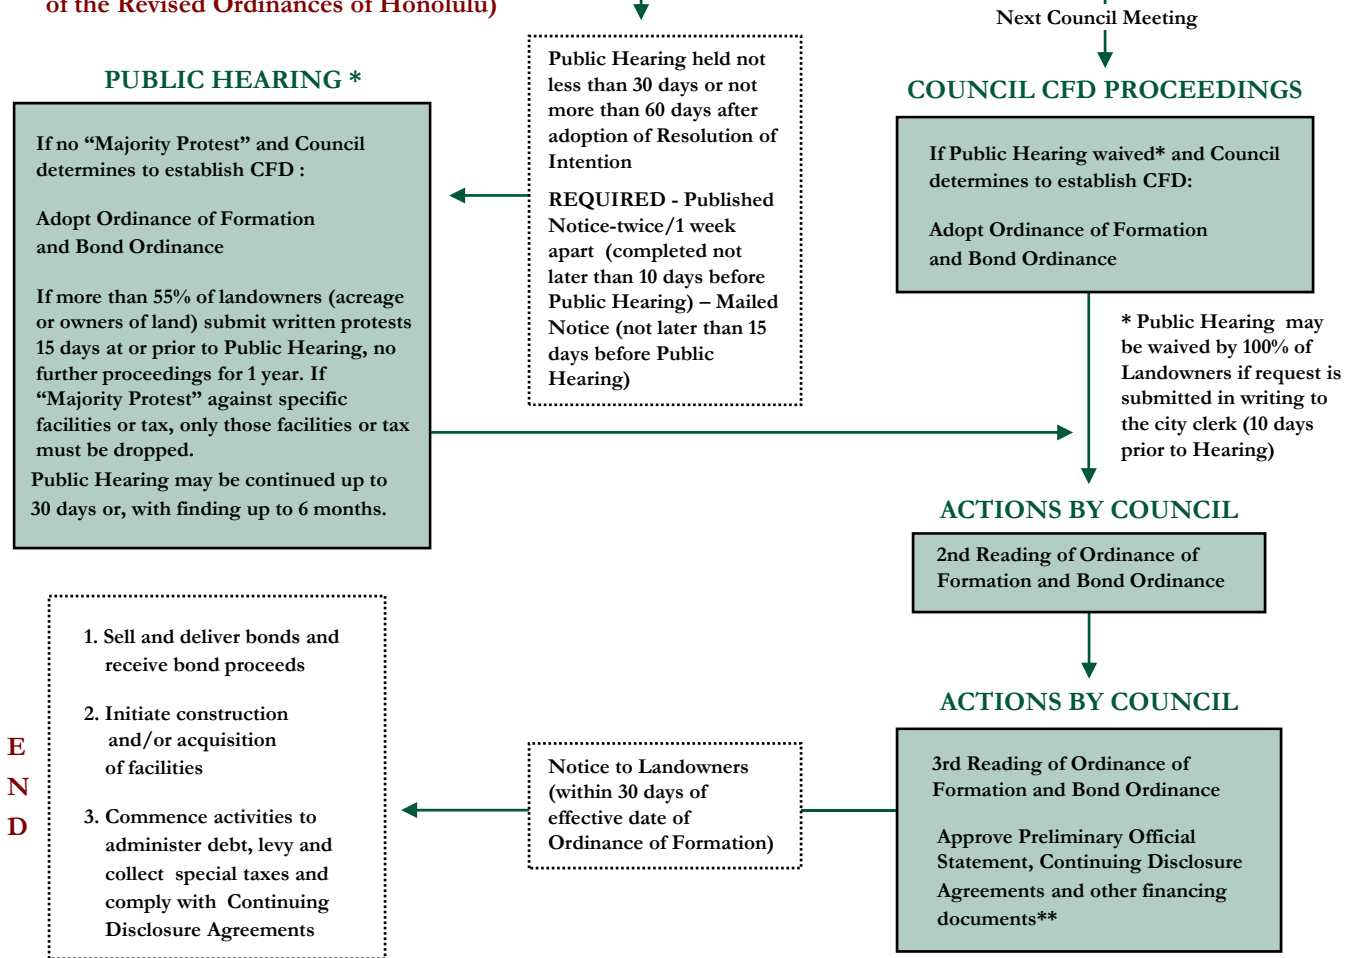 of the Revised Ordinances of Honolulu)
Next Council Meeting
PUBLIC HEARING *
If no “Majority Protest” and Council
determines to establish CFD :
Adopt Ordinance of Formation
and Bond Ordinance
If more than 55% of landowners (acreage
or owners of land) submit written protests
15 days at or prior to Public Hearing, no
further proceedings for 1 year. If
“Majority Protest” against specific
facilities or tax, only those facilities or tax
must be dropped.
Public Hearing may be continued up to
30 days or, with finding up to 6 months.
Public Hearing held not
less than 30 days or not
more than 60 days after
adoption of Resolution of
Intention
REQUIRED - Published
Notice-twice/1 week
apart (completed not
later than 10 days before
Public Hearing) – Mailed
Notice (not later than 15
days before Public
Hearing)
COUNCIL CFD PROCEEDINGS
If Public Hearing waived* and Council
determines to establish CFD:
Adopt Ordinance of Formation
and Bond Ordinance
* Public Hearing may
be waived by 100% of
Landowners if request is
submitted in writing to
the city clerk (10 days
prior to Hearing)
ACTIONS BY COUNCIL
2nd Reading of Ordinance of
Formation and Bond Ordinance
ACTIONS BY COUNCIL
3rd Reading of Ordinance of
Formation and Bond Ordinance
Approve Preliminary Official
Statement, Continuing Disclosure
Agreements and other financing
documents**
Notice to Landowners
(within 30 days of
effective date of
Ordinance of Formation)
1. Sell and deliver bonds and
receive bond proceeds
2. Initiate construction
and/or acquisition
of facilities
3. Commence activities to
administer debt, levy and
collect special taxes and
comply with Continuing
Disclosure Agreements
E
N
D